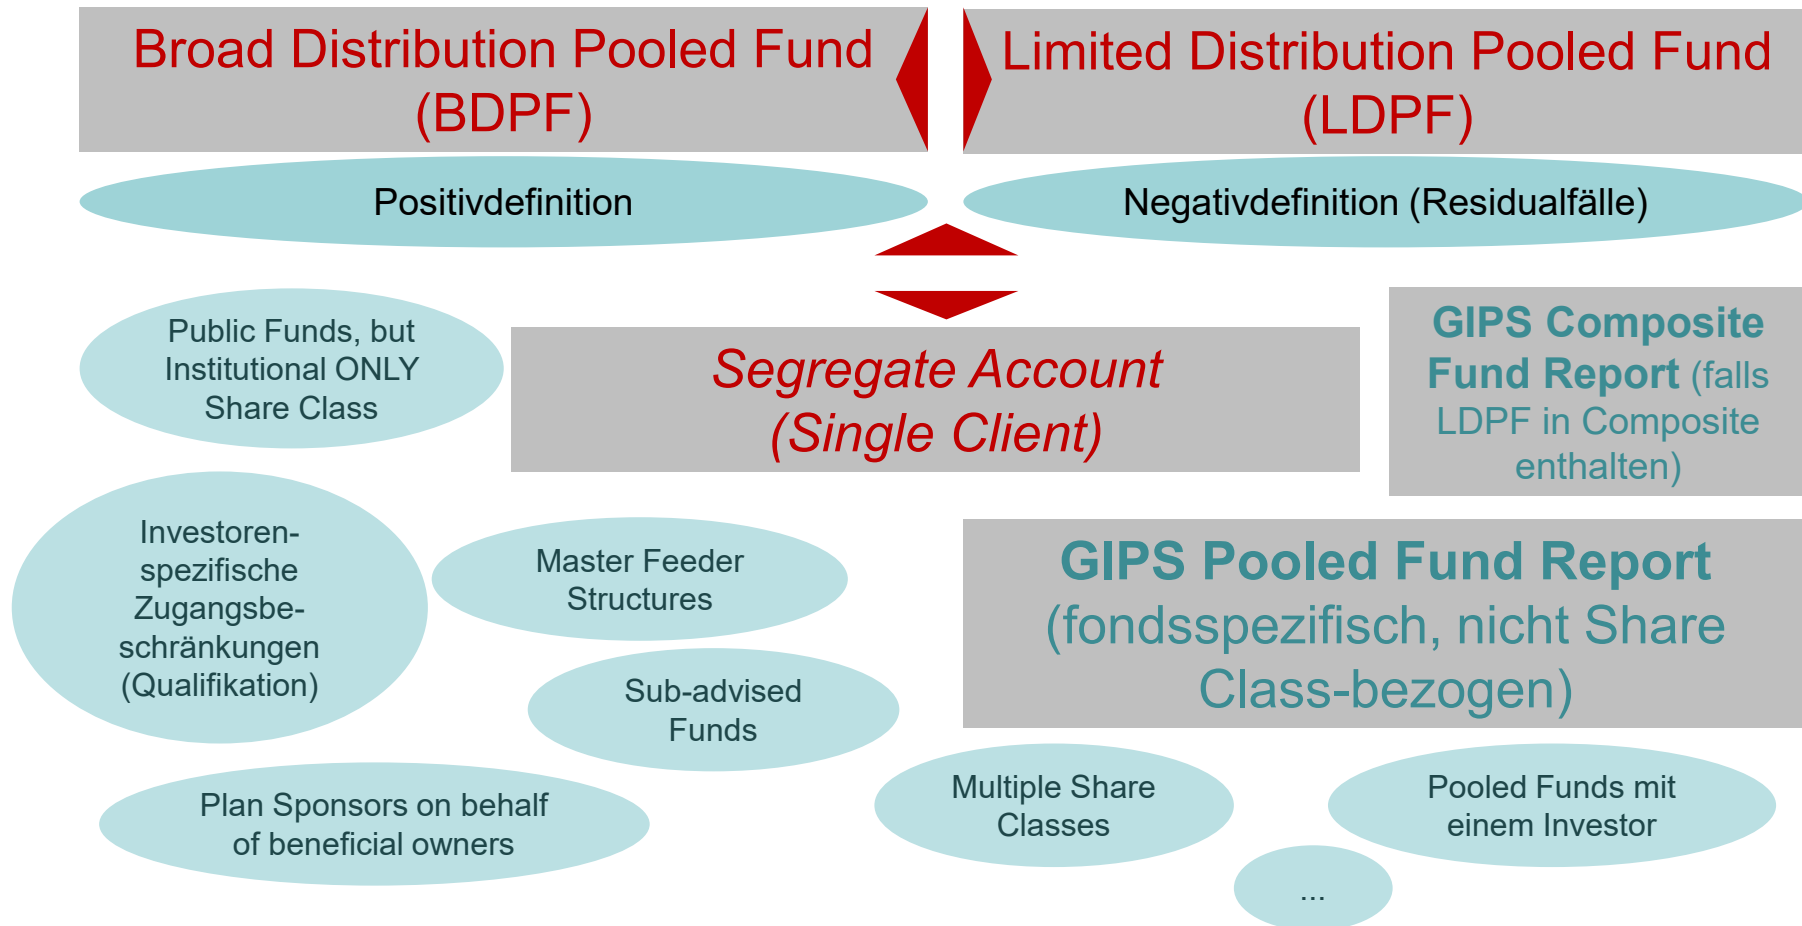 Broad Distribution Pooled Fund
(BDPF)
Limited Distribution Pooled Fund
(LDPF)
Positivdefinition
Negativdefinition (Residualfälle)
Public Funds, but
Institutional ONLY
Share Class
Segregate Account
(Single Client)
GIPS Composite
Fund Report (falls
LDPF in Composite
enthalten)
Investoren-
spezifische
Zugangsbe-
schränkungen
(Qualifikation)
Master Feeder
Structures
GIPS Pooled Fund Report
(fondsspezifisch, nicht Share
Class-bezogen)
Sub-advised
Funds
Plan Sponsors on behalf
of beneficial owners
Multiple Share
Classes
Pooled Funds mit
einem Investor
...